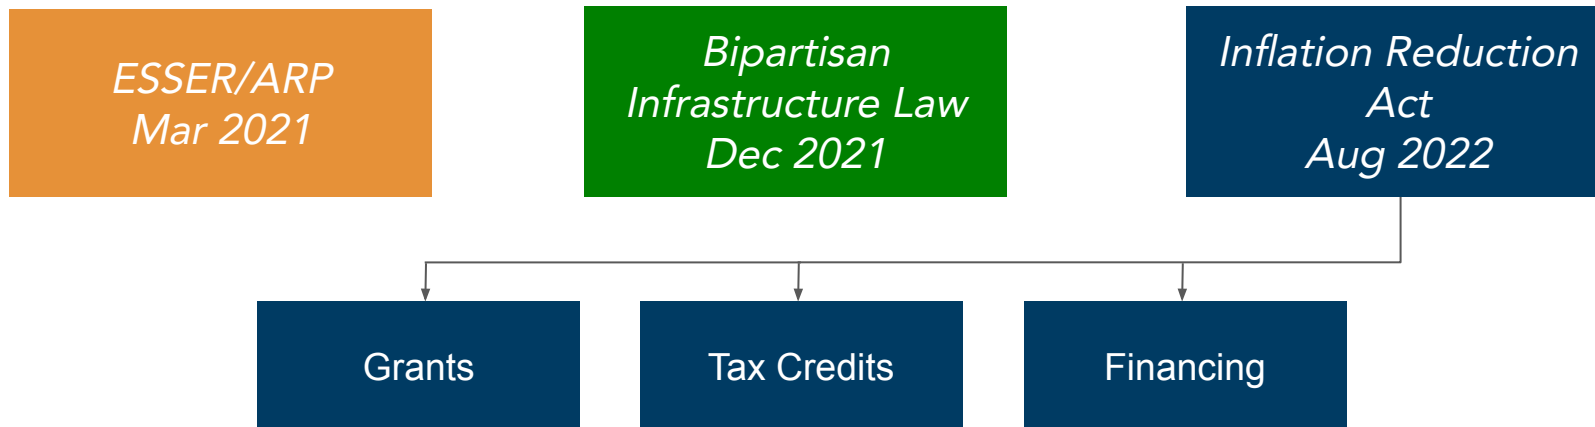 ESSER/ARP
Mar 2021
Bipartisan
Infrastructure Law
Dec 2021
Inflation Reduction
Act
Aug 2022
Grants
Tax Credits
Financing